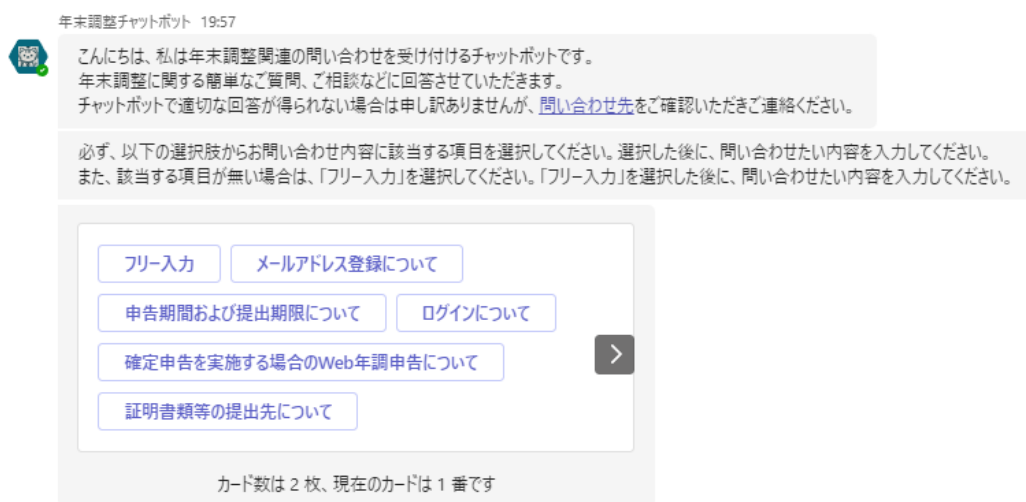 年末調整チャットボット 19:57
こんにちは、私は年末調整関連の問い合わせを受け付けるチャットボットです。
年末調整に関する簡単なご質問、ご相談などに回答させていただきます。
チャットボットで適切な回答が得られない場合は申し訳ありませんが、問い合わせ先をご確認いただきご連絡ください。
必ず、以下の選択肢からお問い合わせ内容に該当する項目を選択してください。選択した後に、問い合わせたい内容を入力してください。
また、該当する項目が無い場合は、「フリー入力」を選択してください。「フリー入力」を選択した後に、問い合わせたい内容を入力してください。
フリー入力 メールアドレス登録について
申告期間および提出期限について ログインについて
確定申告を実施する場合のWeb年調申告について
証明書類等の提出先について
カード数は 2 枚、現在のカードは 1 番です